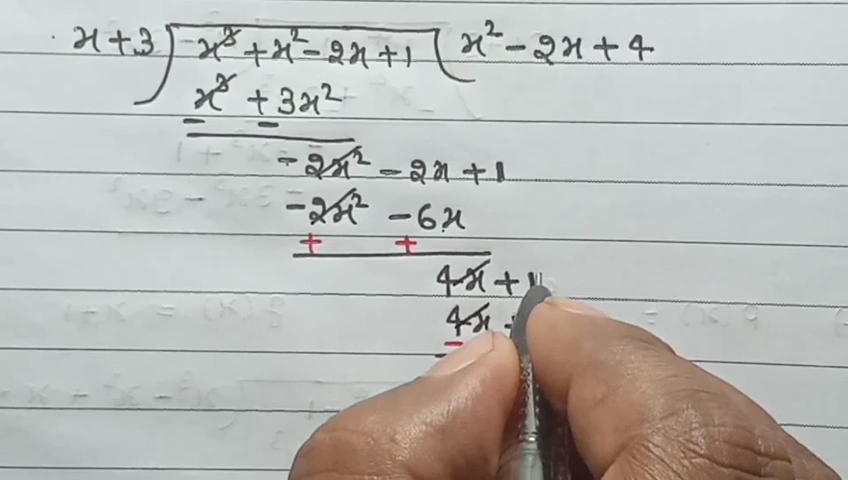 x+3) x³ + x² - 2x + 1 ( x² - 2x + 4
x³ + 3x²
- -
-2x² - 2x + 1
-2x² - 6x
+ +
4x + 1
4x
-